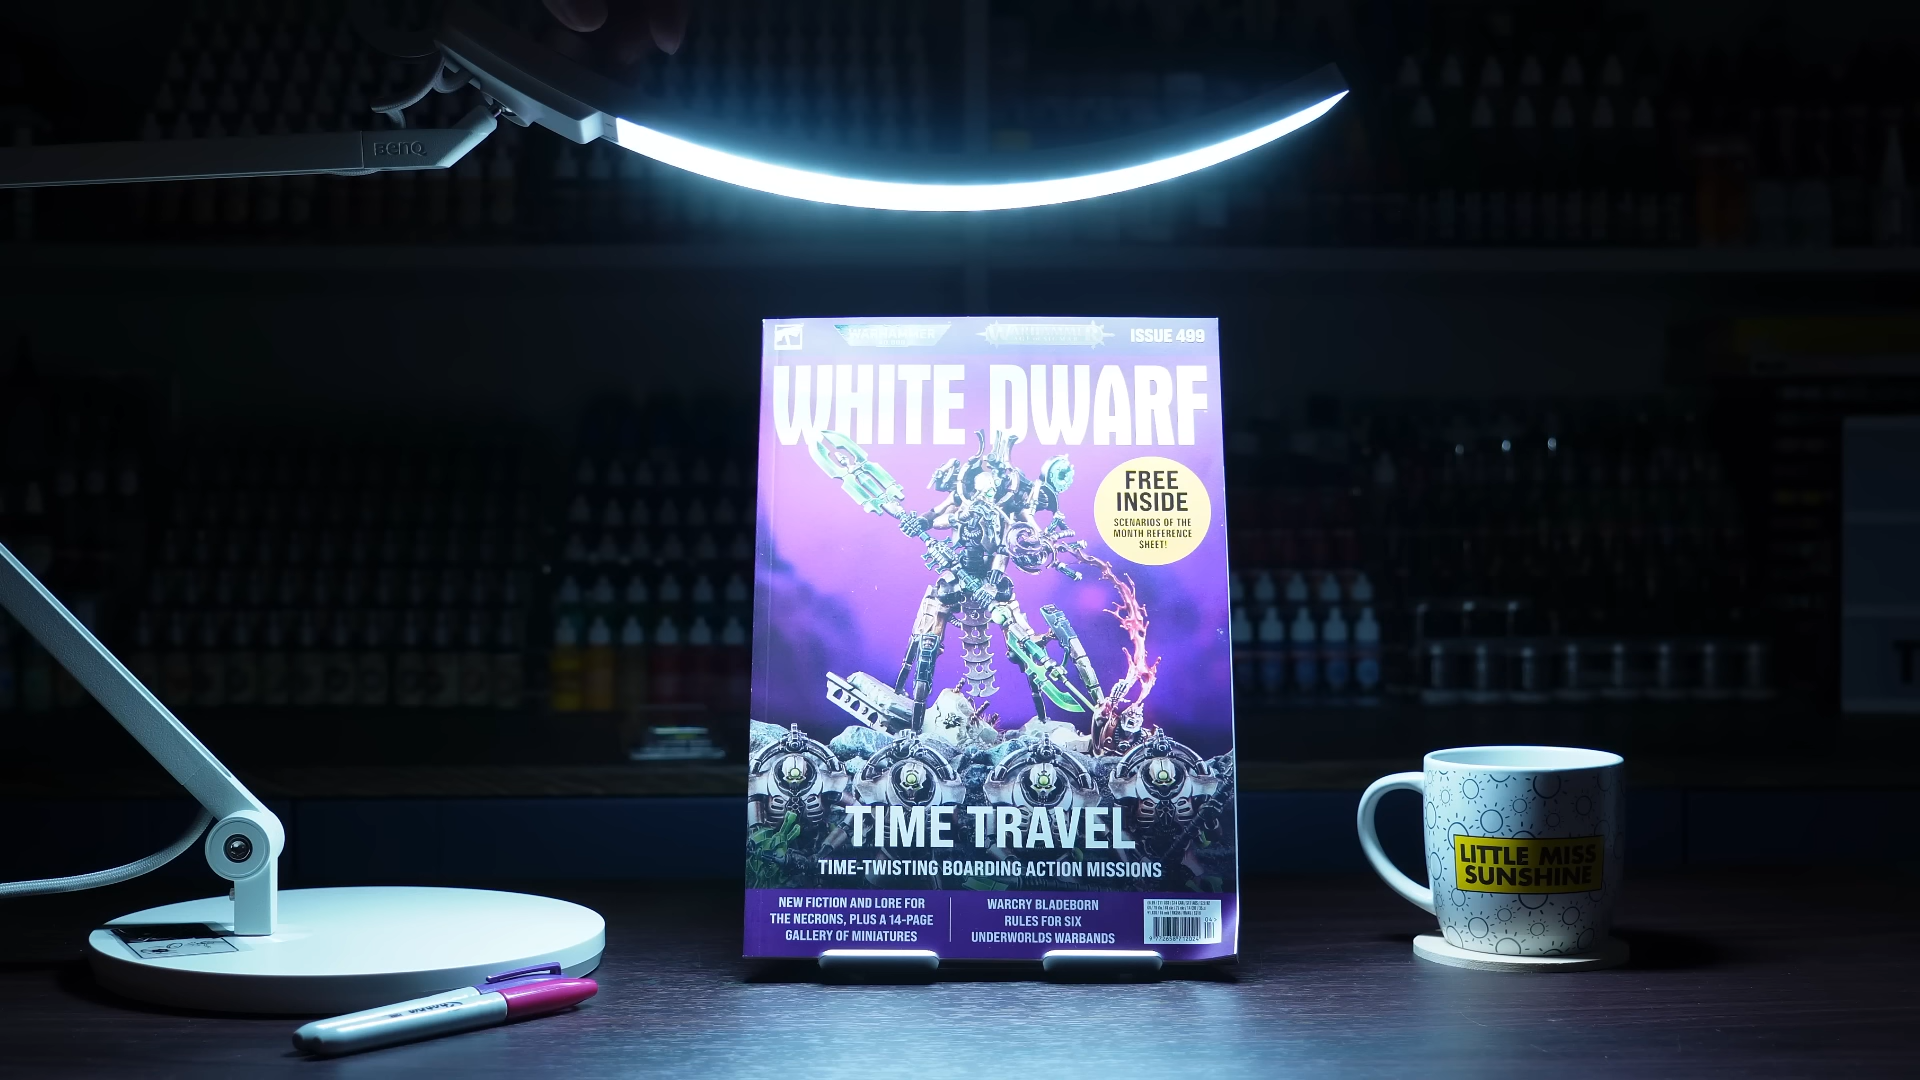 BenQ
WARHAMMER
ISSUE 499
WHITE DWARF
FREE
INSIDE
SCENARIOS OF THE
MONTH REFERENCE
SHEET!
TIME TRAVEL
TIME-TWISTING BOARDING ACTION MISSIONS
NEW FICTION AND LORE FOR
THE NECRONS, PLUS A 14-PAGE
GALLERY OF MINIATURES
WARCRY BLADEBORN
RULES FOR SIX
UNDERWORLDS WARBANDS
LITTLE MISS
SUNSHINE
Sharpie